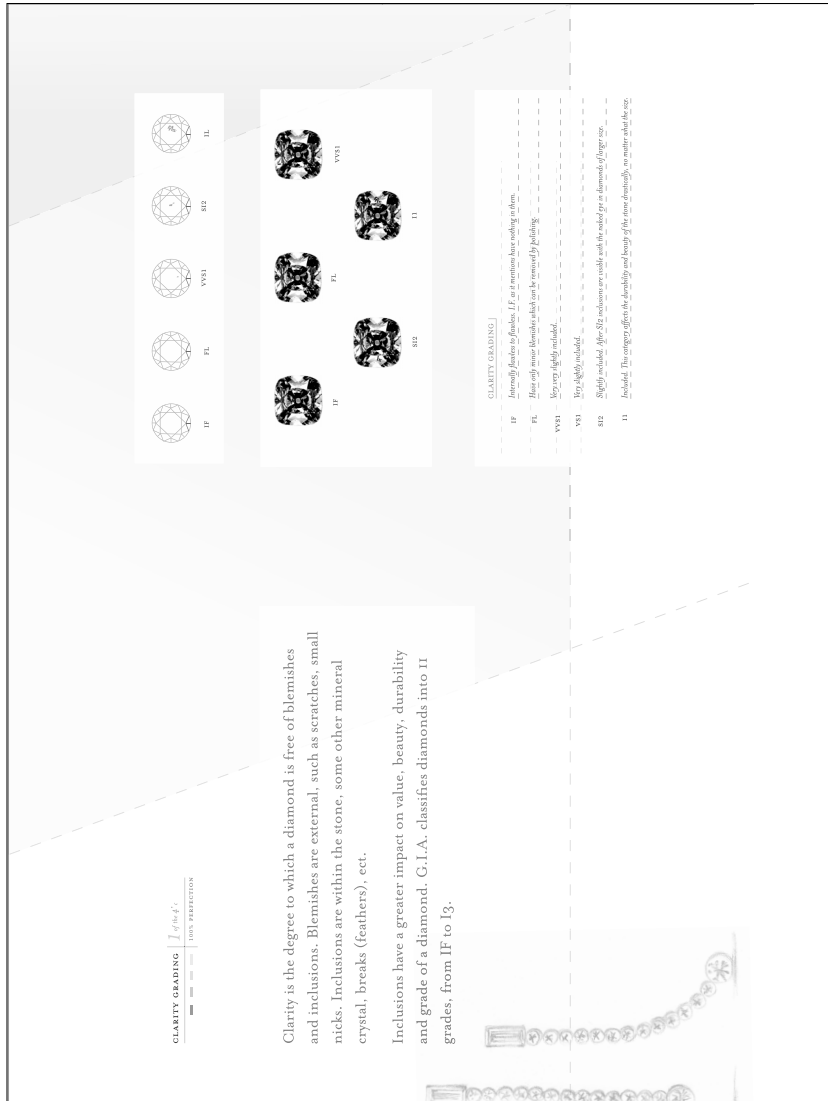 CLARITY GRADING
1 of the 4's
100% PERFECTION
IF
FL
VVS1
SI2
IL
IF
FL
VVS1
SI2
I1
CLARITY GRADING
IF Internally flawless to flawless. I.F. as it mentions have nothing in them.
FL Have only minor blemishes which can be removed by polishing.
VVS1 Very very slightly included.
VS1 Very slightly included.
SI2 Slightly included. After SI2 inclusions are visible with the naked eye in diamonds of larger size.
I1 Included. This category affects the durability and beauty of the stone drastically, no matter what the size.
Clarity is the degree to which a diamond is free of blemishes
and inclusions. Blemishes are external, such as scratches, small
nicks. Inclusions are within the stone, some other mineral
crystal, breaks (feathers), ect.
Inclusions have a greater impact on value, beauty, durability
and grade of a diamond. G.I.A. classifies diamonds into 11
grades, from IF to I3.